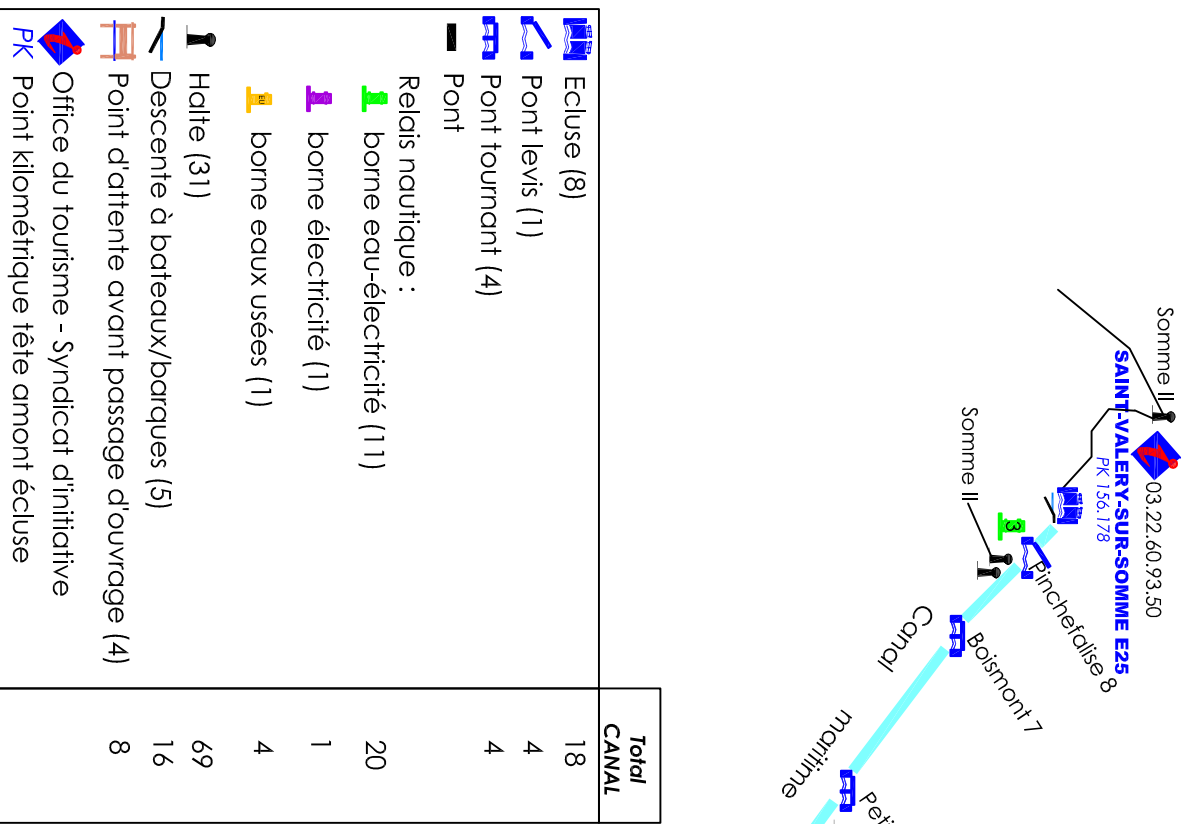 Somme II
03.22.60.93.50
SAINT-VALERY-SUR-SOMME E25
PK 156.178
Somme II
3
Pinchefalise 8
Boismont 7
Canal
maritime
Peti
Total
CANAL
Ecluse (8) 18
Pont levis (1) 4
Pont tournant (4) 4
Pont
Relais nautique :
borne eau-électricité (11) 20
borne électricité (1) 1
EU borne eaux usées (1) 4
Halte (31) 69
Descente à bateaux/barques (5) 16
Point d'attente avant passage d'ouvrage (4) 8
Office du tourisme - Syndicat d'initiative
PK Point kilométrique tête amont écluse